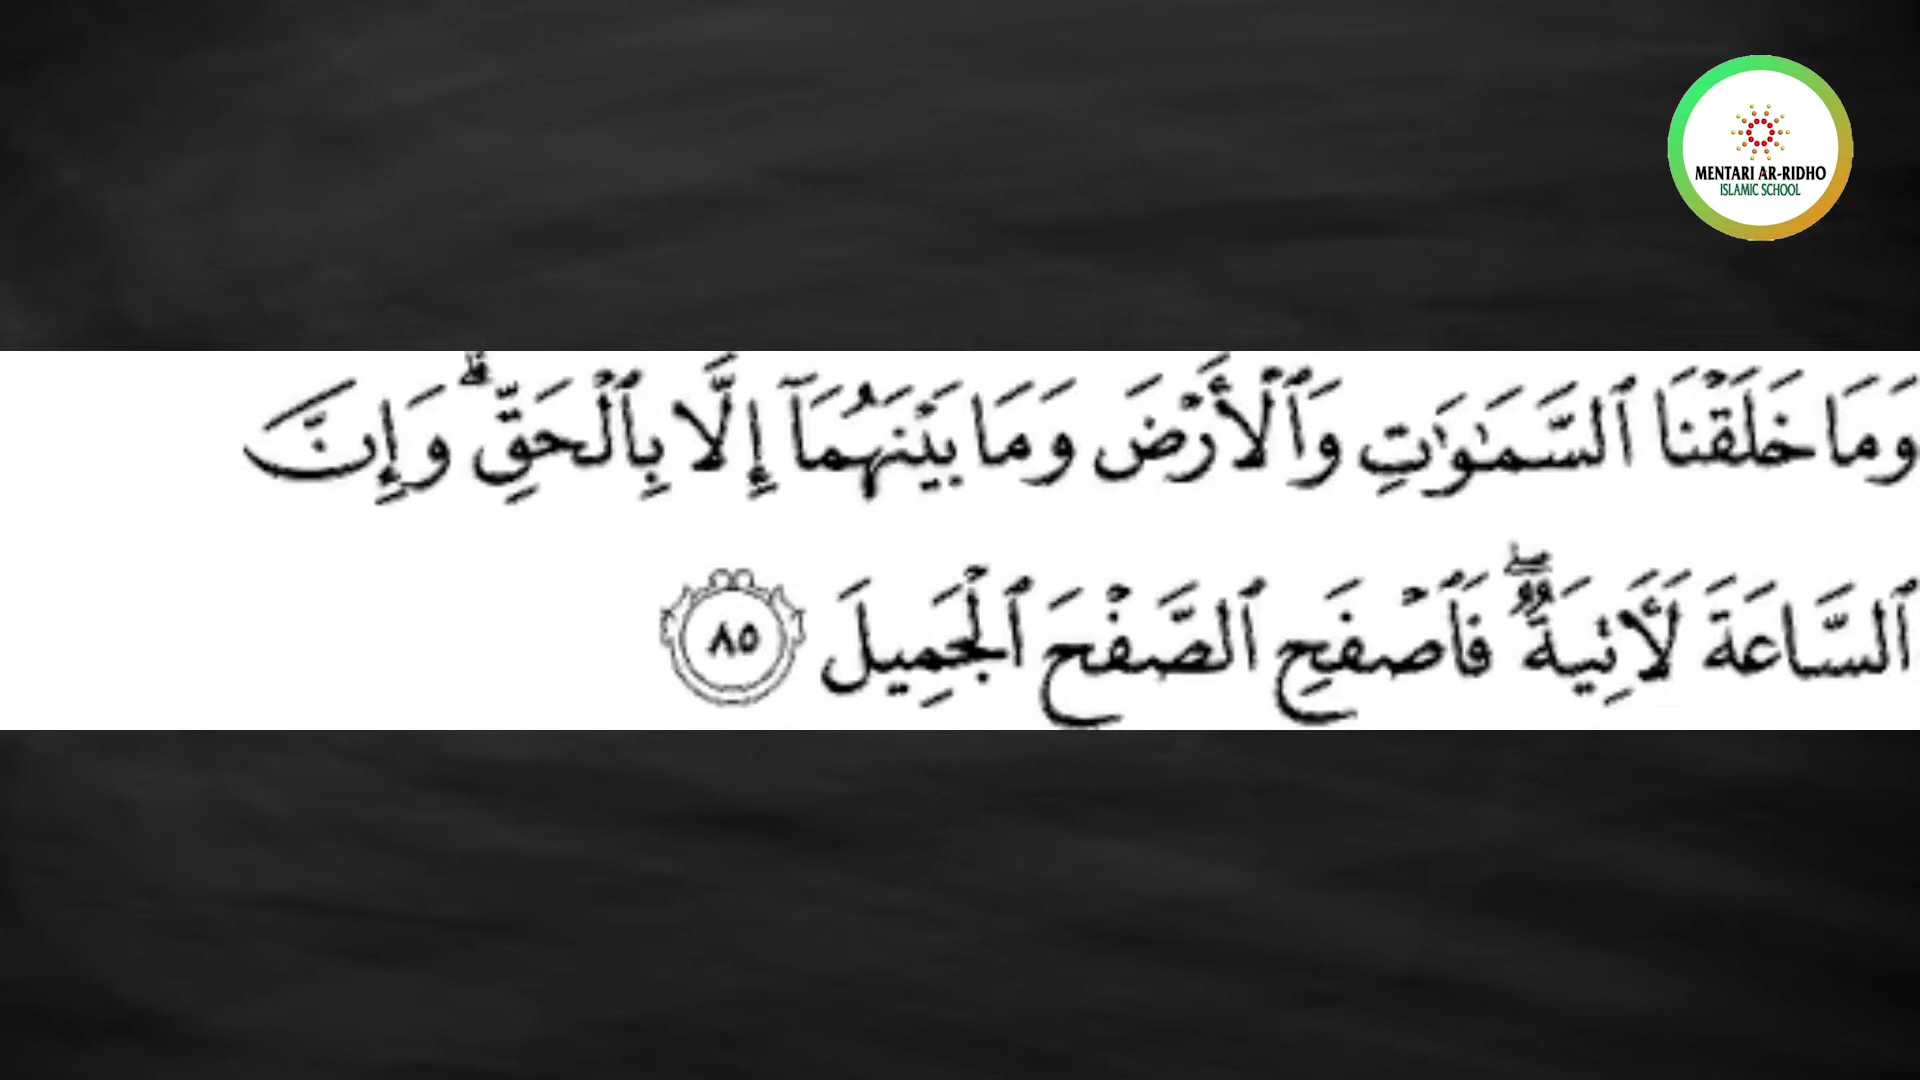 MENTARI AR-RIDHO
ISLAMIC SCHOOL
وَمَا خَلَقْنَا ٱلسَّمَٰوَٰتِ وَٱلْأَرْضَ وَمَا بَيْنَهُمَآ إِلَّا بِٱلْحَقِّ ۗ وَإِنَّ
ٱلسَّاعَةَ لَـَٔاتِيَةٌ ۖ فَٱصْفَحِ ٱلصَّفْحَ ٱلْجَمِيلَ ٨٥